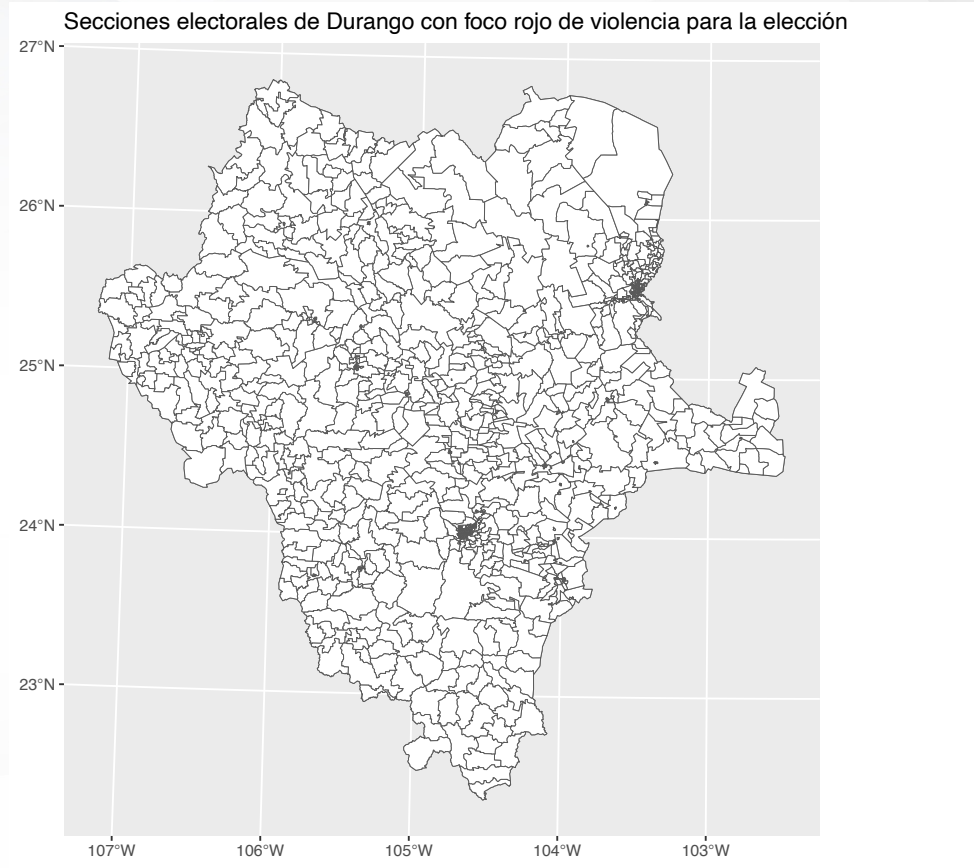 Secciones electorales de Durango con foco rojo de violencia para la elección
27°N
26°N
25°N
24°N
23°N
107°W 106°W 105°W 104°W 103°W